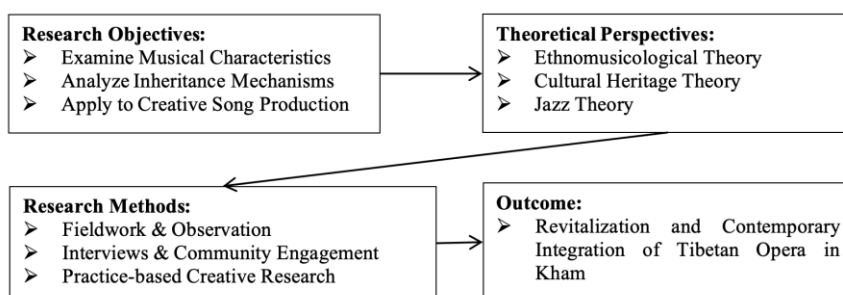 Research Objectives:
➢ Examine Musical Characteristics
➢ Analyze Inheritance Mechanisms
➢ Apply to Creative Song Production
Theoretical Perspectives:
➢ Ethnomusicological Theory
➢ Cultural Heritage Theory
➢ Jazz Theory
Research Methods:
➢ Fieldwork & Observation
➢ Interviews & Community Engagement
➢ Practice-based Creative Research
Outcome:
➢ Revitalization and Contemporary
Integration of Tibetan Opera in
Kham